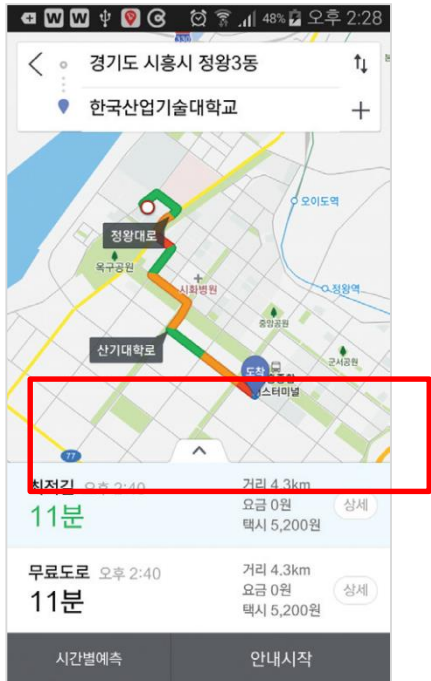 48% 오후 2:28
330
경기도 시흥시 정왕3동
한국산업기술대학교
오이도역
정왕대로
옥구공원
시화병원
정왕역
중앙공원
산기대학로
군서공원
도착
스터미널
77
최적길 오후 2:40
거리 4.3km
11분
요금 0원
상세
택시 5,200원
무료도로 오후 2:40
거리 4.3km
11분
요금 0원
상세
택시 5,200원
시간별예측
안내시작